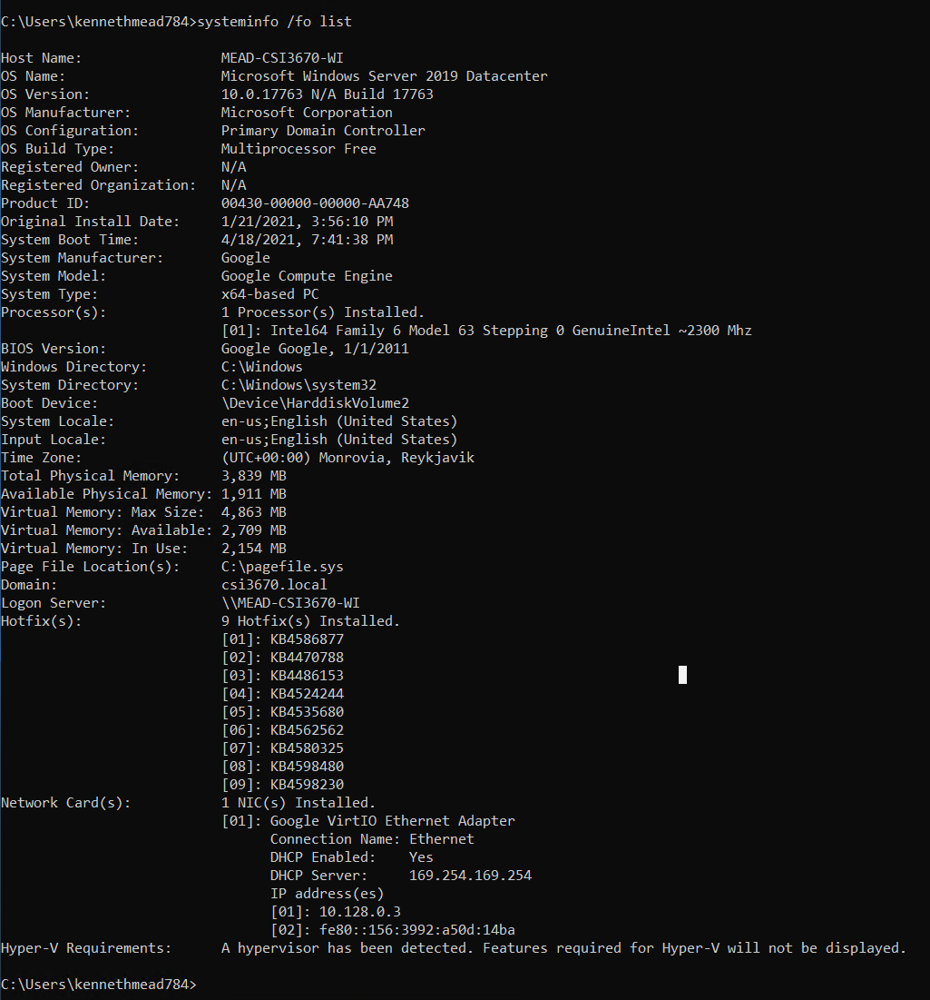 C:\Users\kennethmead784>systeminfo /fo list
Host Name:                 MEAD-CSI3670-WI
OS Name:                   Microsoft Windows Server 2019 Datacenter
OS Version:                10.0.17763 N/A Build 17763
OS Manufacturer:           Microsoft Corporation
OS Configuration:          Primary Domain Controller
OS Build Type:             Multiprocessor Free
Registered Owner:          N/A
Registered Organization:   N/A
Product ID:                00430-00000-00000-AA748
Original Install Date:     1/21/2021, 3:56:10 PM
System Boot Time:          4/18/2021, 7:41:38 PM
System Manufacturer:       Google
System Model:              Google Compute Engine
System Type:               x64-based PC
Processor(s):              1 Processor(s) Installed.
                           [01]: Intel64 Family 6 Model 63 Stepping 0 GenuineIntel ~2300 Mhz
BIOS Version:              Google Google, 1/1/2011
Windows Directory:         C:\Windows
System Directory:          C:\Windows\system32
Boot Device:               \Device\HarddiskVolume2
System Locale:             en-us;English (United States)
Input Locale:              en-us;English (United States)
Time Zone:                 (UTC+00:00) Monrovia, Reykjavik
Total Physical Memory:     3,839 MB
Available Physical Memory: 1,911 MB
Virtual Memory: Max Size:  4,863 MB
Virtual Memory: Available: 2,709 MB
Virtual Memory: In Use:    2,154 MB
Page File Location(s):     C:\pagefile.sys
Domain:                    csi3670.local
Logon Server:              \\MEAD-CSI3670-WI
Hotfix(s):                 9 Hotfix(s) Installed.
                           [01]: KB4586877
                           [02]: KB4470788
                           [03]: KB4486153
                           [04]: KB4524244
                           [05]: KB4535680
                           [06]: KB4562562
                           [07]: KB4580325
                           [08]: KB4598480
                           [09]: KB4598230
Network Card(s):           1 NIC(s) Installed.
                           [01]: Google VirtIO Ethernet Adapter
                                 Connection Name: Ethernet
                                 DHCP Enabled:    Yes
                                 DHCP Server:     169.254.169.254
                                 IP address(es)
                                 [01]: 10.128.0.3
                                 [02]: fe80::156:3992:a50d:14ba
Hyper-V Requirements:      A hypervisor has been detected. Features required for Hyper-V will not be displayed.
C:\Users\kennethmead784>